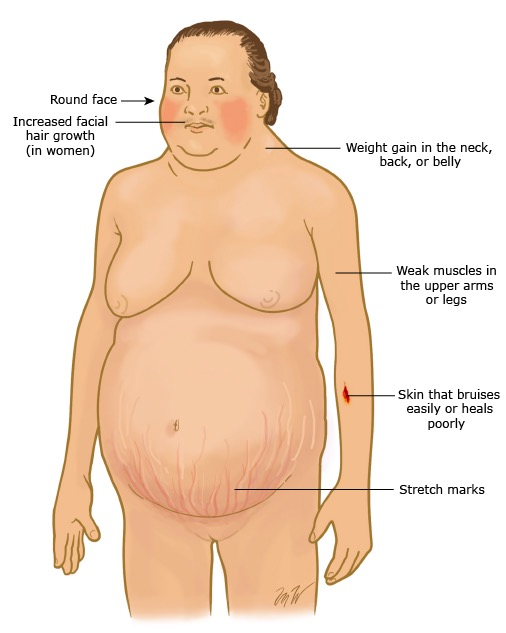 Round face
Increased facial
hair growth
(in women)
Weight gain in the neck,
back, or belly
Weak muscles in
the upper arms
or legs
Skin that bruises
easily or heals
poorly
Stretch marks